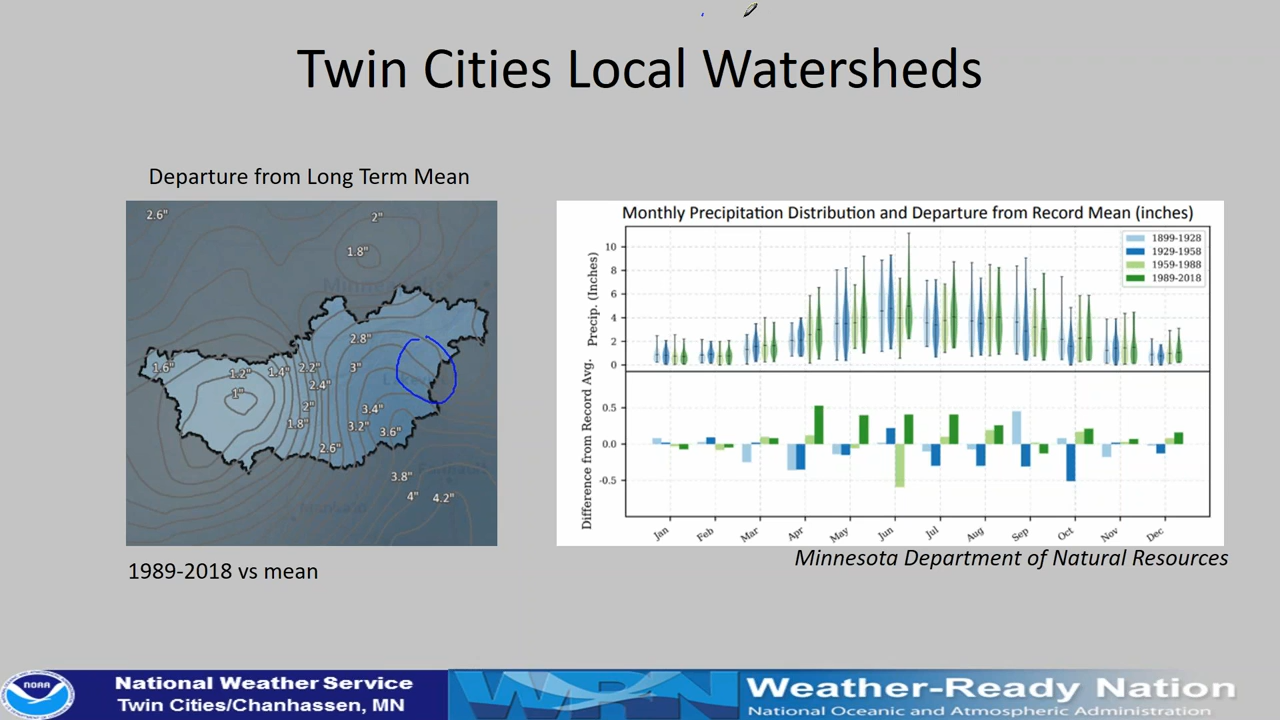 Twin Cities Local Watersheds
Departure from Long Term Mean
2.6"
2"
1.8"
2.8"
1.6"
1.2"
1.4"
2.2"
3"
2.4"
1"
2"
1.8"
3.4"
3.2"
3.6"
2.6"
3.8"
4"
4.2"
1989-2018 vs mean
Monthly Precipitation Distribution and Departure from Record Mean (inches)
1899-1928
1929-1958
1959-1988
1989-2018
Precip. (Inches)
10
8
6
4
2
0
Difference from Record Avg.
0.5
0.0
-0.5
Jan
Feb
Mar
Apr
May
Jun
Jul
Aug
Sep
Oct
Nov
Dec
Minnesota Department of Natural Resources
NOAA
National Weather Service
Twin Cities/Chanhassen, MN
WRN
Weather-Ready Nation
National Oceanic and Atmospheric Administration